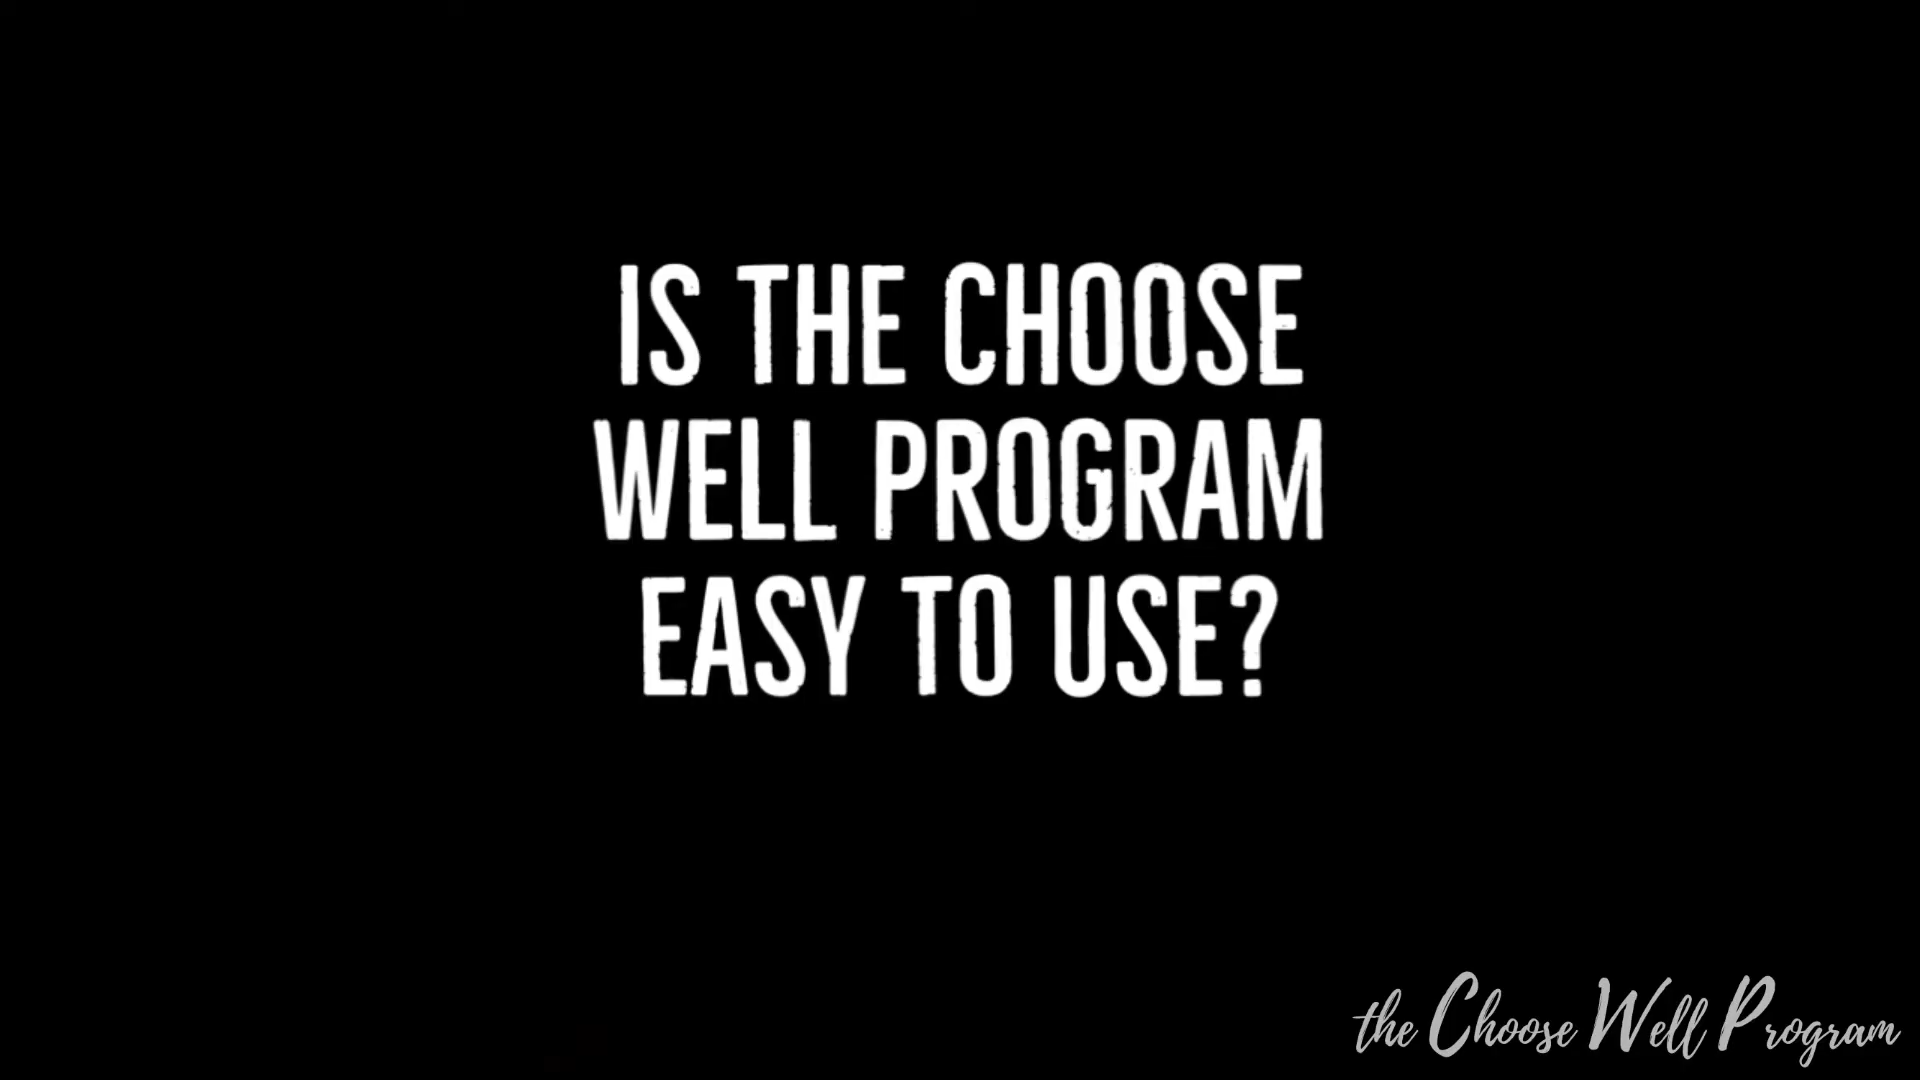 IS THE CHOOSE
WELL PROGRAM
EASY TO USE?
the Choose Well Program